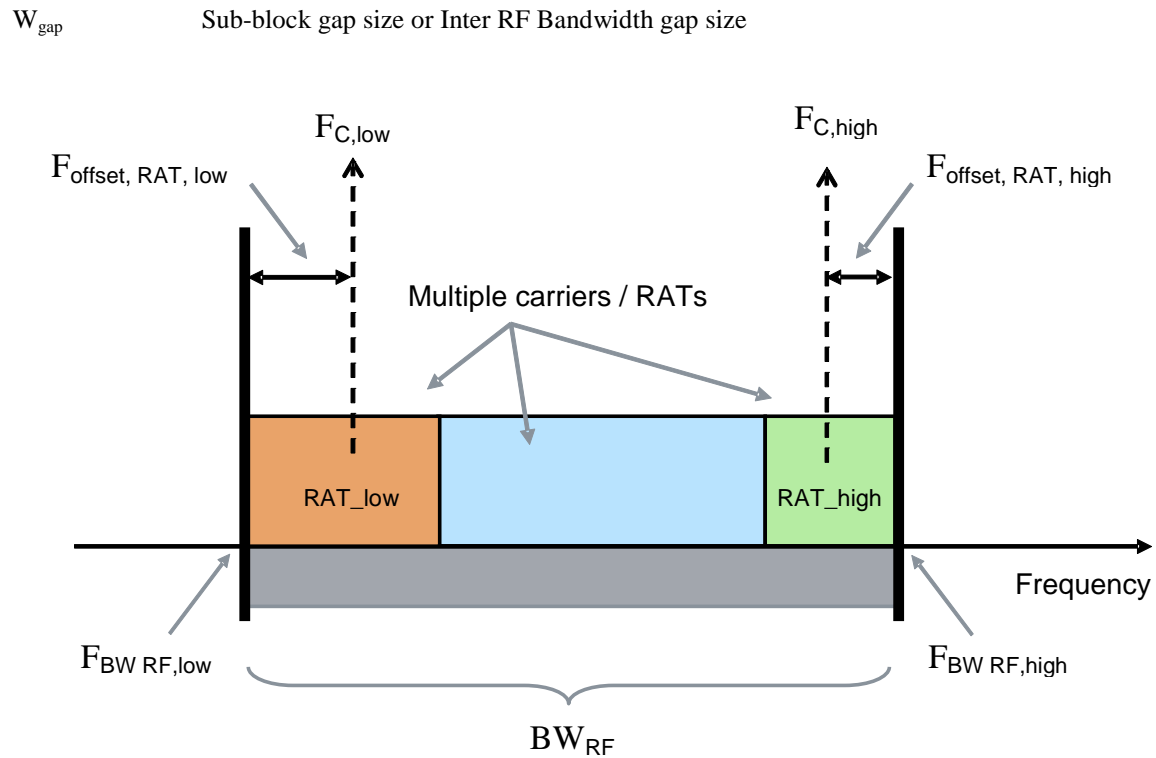 Wgap Sub-block gap size or Inter RF Bandwidth gap size
FC,low
FC,high
Foffset, RAT, low
Foffset, RAT, high
Multiple carriers / RATs
RAT_low
RAT_high
Frequency
FBW RF,low
FBW RF,high
BWRF